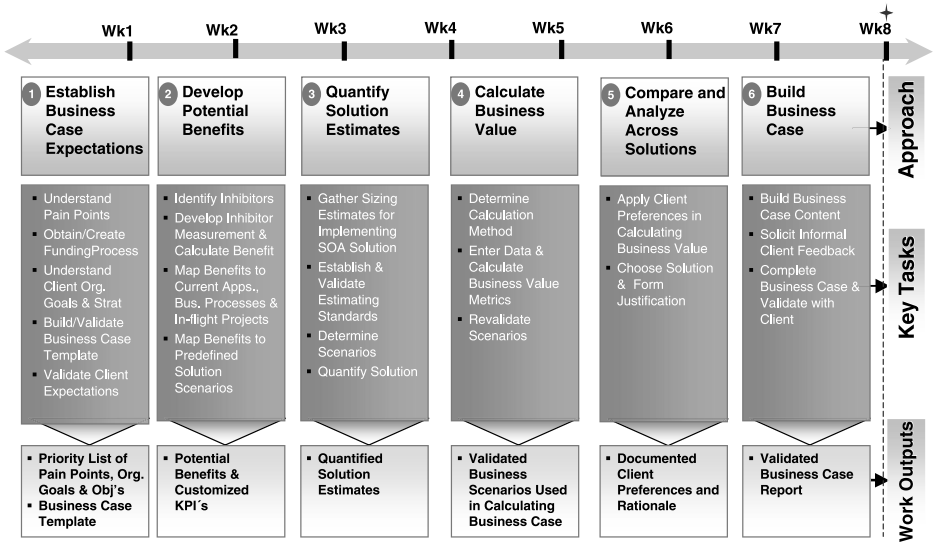 Wk1 Wk2 Wk3 Wk4 Wk5 Wk6 Wk7 Wk8
1 Establish
Business
Case
Expectations
2 Develop
Potential
Benefits
3 Quantify
Solution
Estimates
4 Calculate
Business
Value
5 Compare and
Analyze
Across
Solutions
6 Build
Business
Case
Approach
▪ Understand
Pain Points
▪ Obtain/Create
FundingProcess
▪ Understand
Client Org.
Goals & Strat
▪ Build/Validate
Business Case
Template
▪ Validate Client
Expectations
▪ Identify Inhibitors
▪ Develop Inhibitor
Measurement &
Calculate Benefit
▪ Map Benefits to
Current Apps.,
Bus. Processes &
In-flight Projects
▪ Map Benefits to
Predefined
Solution
Scenarios
▪ Gather Sizing
Estimates for
Implementing
SOA Solution
▪ Establish &
Validate
Estimating
Standards
▪ Determine
Scenarios
▪ Quantify Solution
▪ Determine
Calculation
Method
▪ Enter Data &
Calculate
Business Value
Metrics
▪ Revalidate
Scenarios
▪ Apply Client
Preferences in
Calculating
Business Value
▪ Choose Solution
& Form
Justification
▪ Build Business
Case Content
▪ Solicit Informal
Client Feedback
▪ Complete
Business Case &
Validate with
Client
Key Tasks
▪ Priority List of
Pain Points, Org.
Goals & Obj's
▪ Business Case
Template
▪ Potential
Benefits &
Customized
KPI´s
▪ Quantified
Solution
Estimates
▪ Validated
Business
Scenarios Used
in Calculating
Business Case
▪ Documented
Client
Preferences and
Rationale
▪ Validated
Business Case
Report
Work Outputs